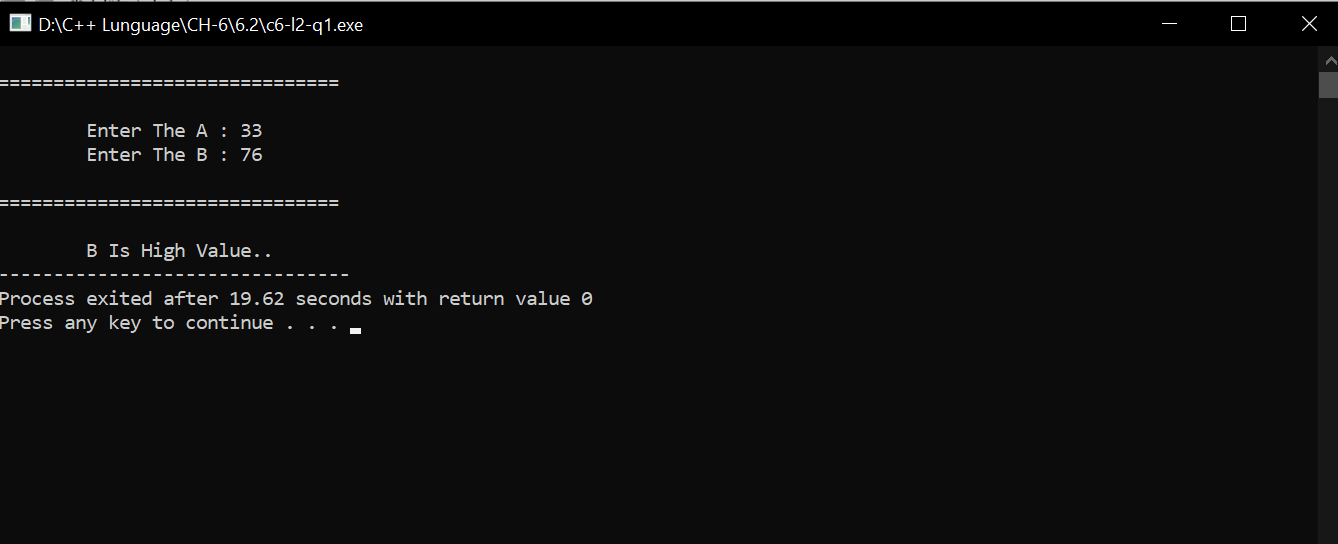 D:\C++ Lunguage\CH-6\6.2\c6-l2-q1.exe
===============================
Enter The A : 33
Enter The B : 76
===============================
B Is High Value..
--------------------------------
Process exited after 19.62 seconds with return value 0
Press any key to continue . . .